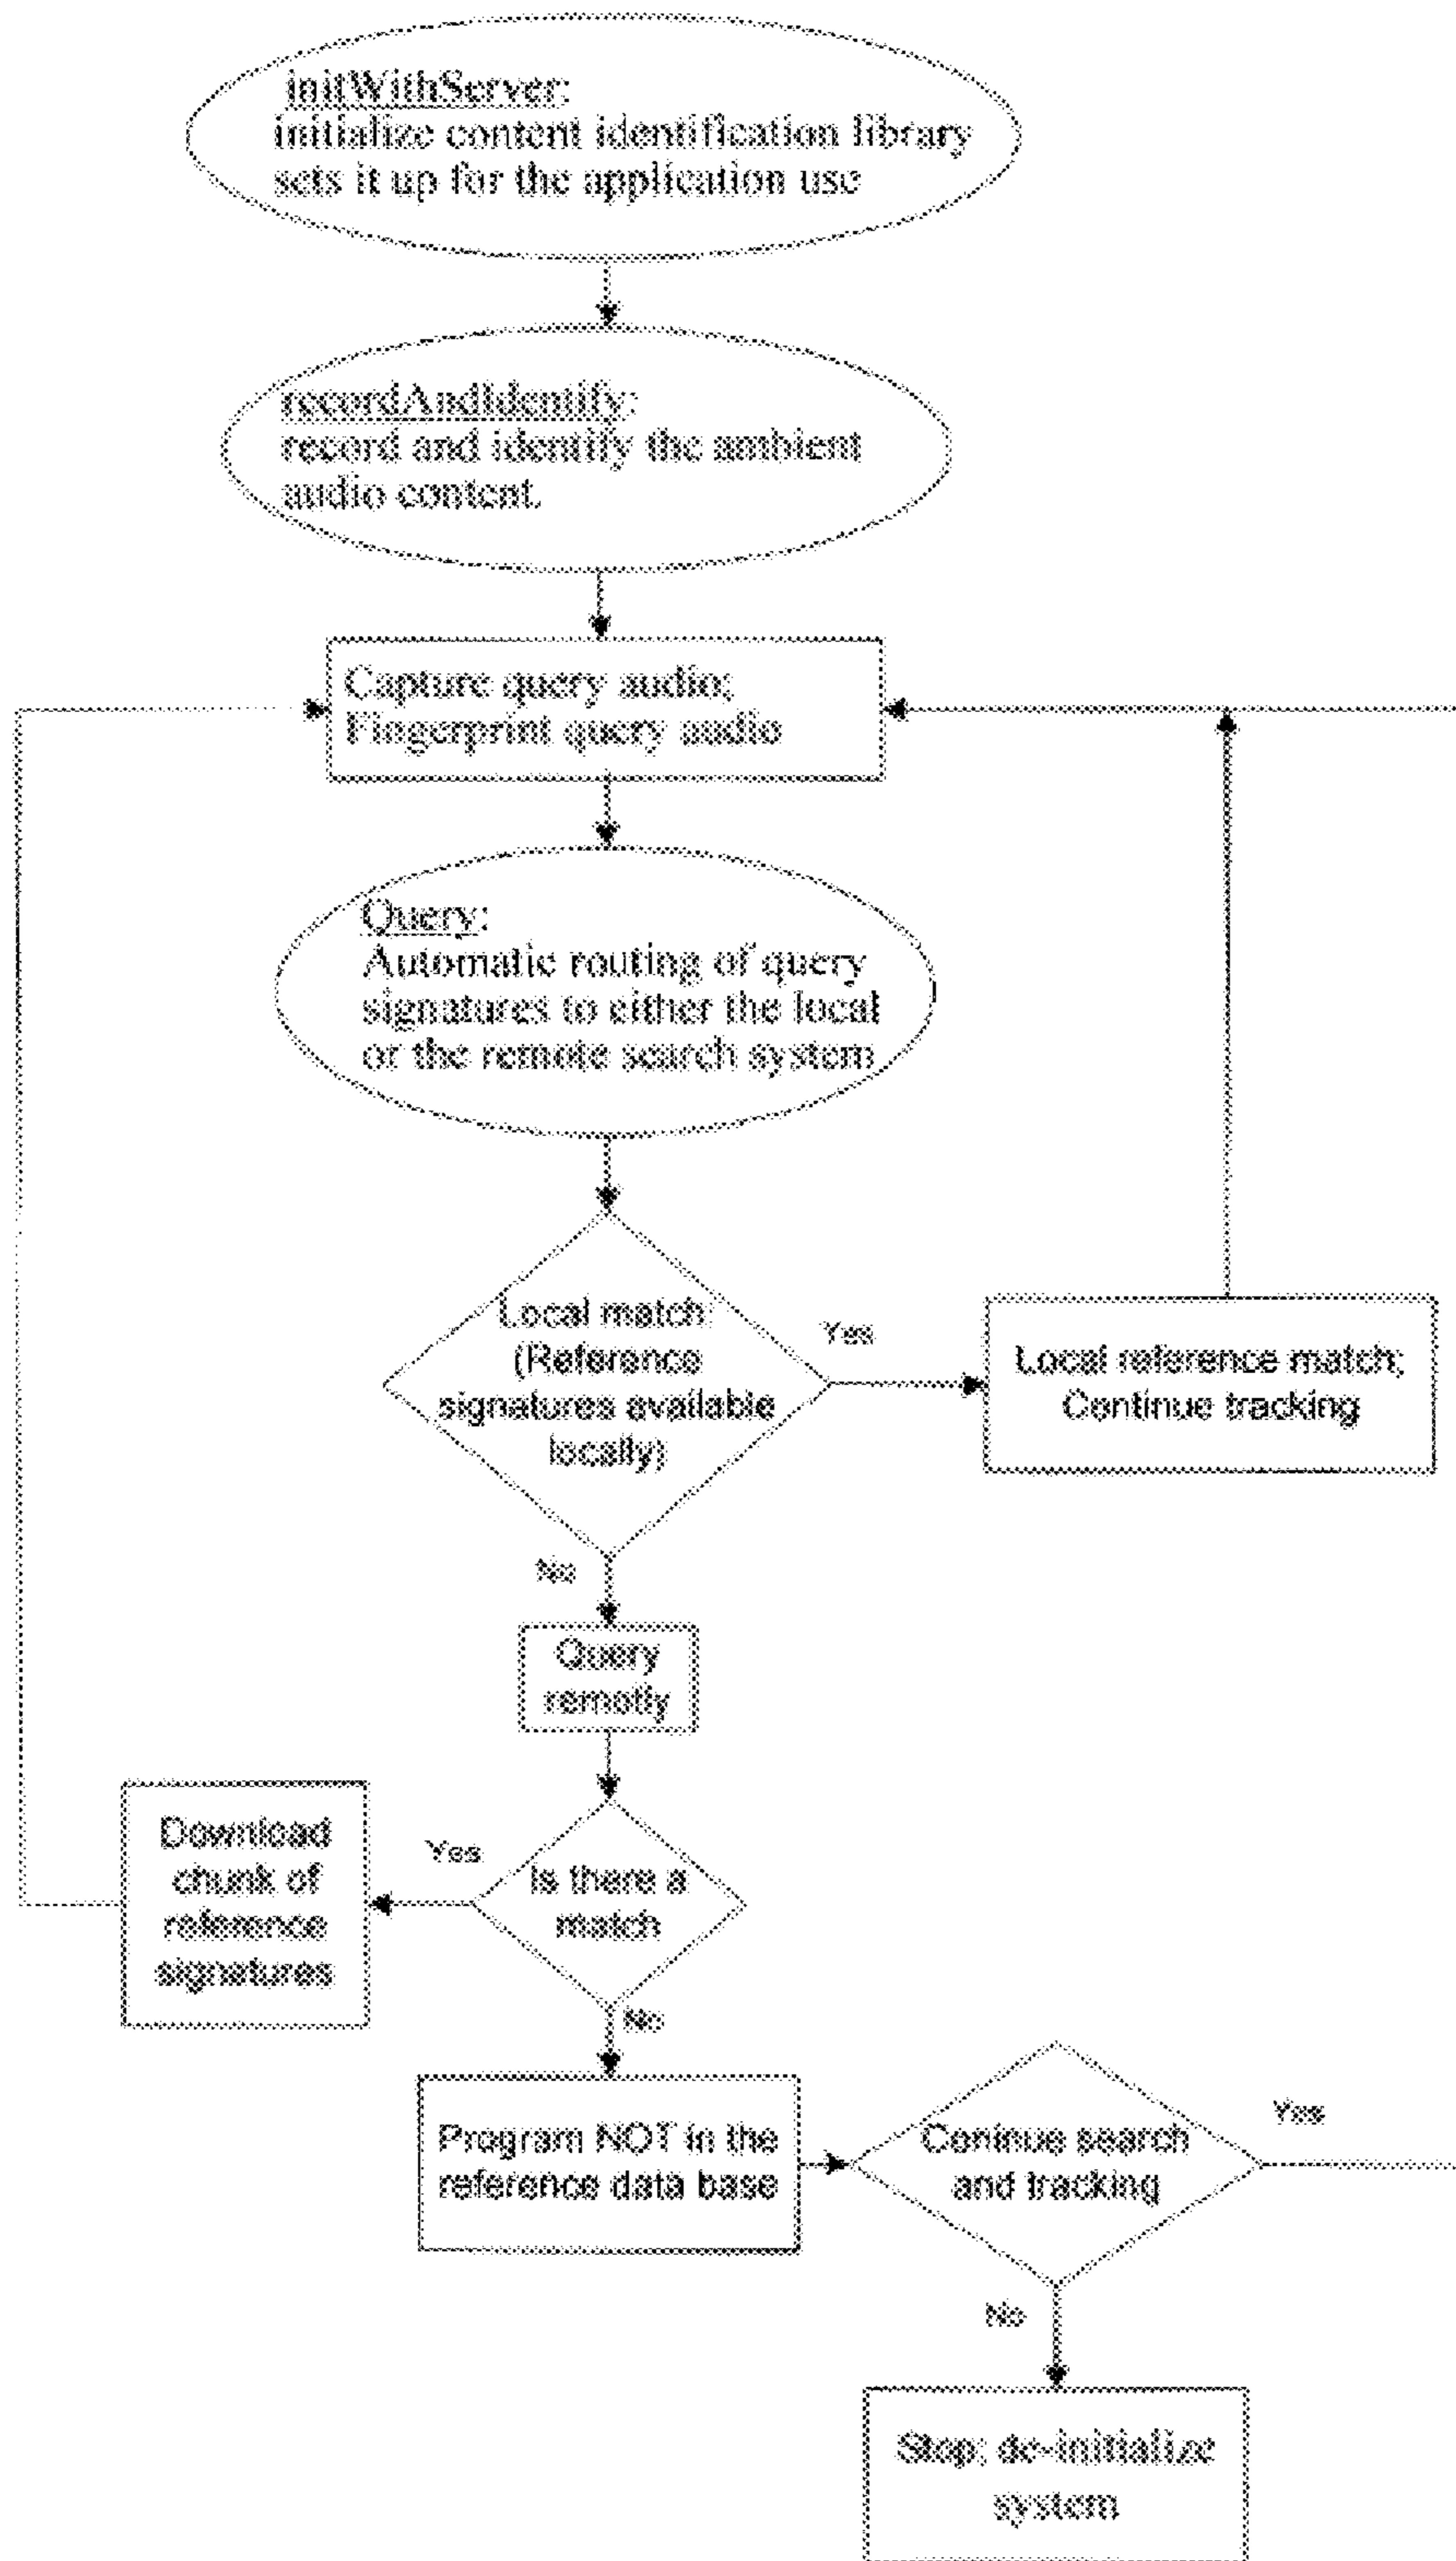 initWithServer:
initialize content identification library
sets it up for the application use
recordAndIdentify:
record and identify the ambient
audio content.
Capture query audio;
Fingerprint query audio
Query:
Automatic routing of query
signatures to either the local
or the remote search system
Local match
(Reference
signatures available
locally)
Yes
Local reference match;
Continue tracking
No
Query
remotly
Download
chunk of
reference
signatures
Yes
Is there a
match
No
Program NOT in the
reference data base
Coninue search
and tracking
Yes
No
Stop; de-initialize
system